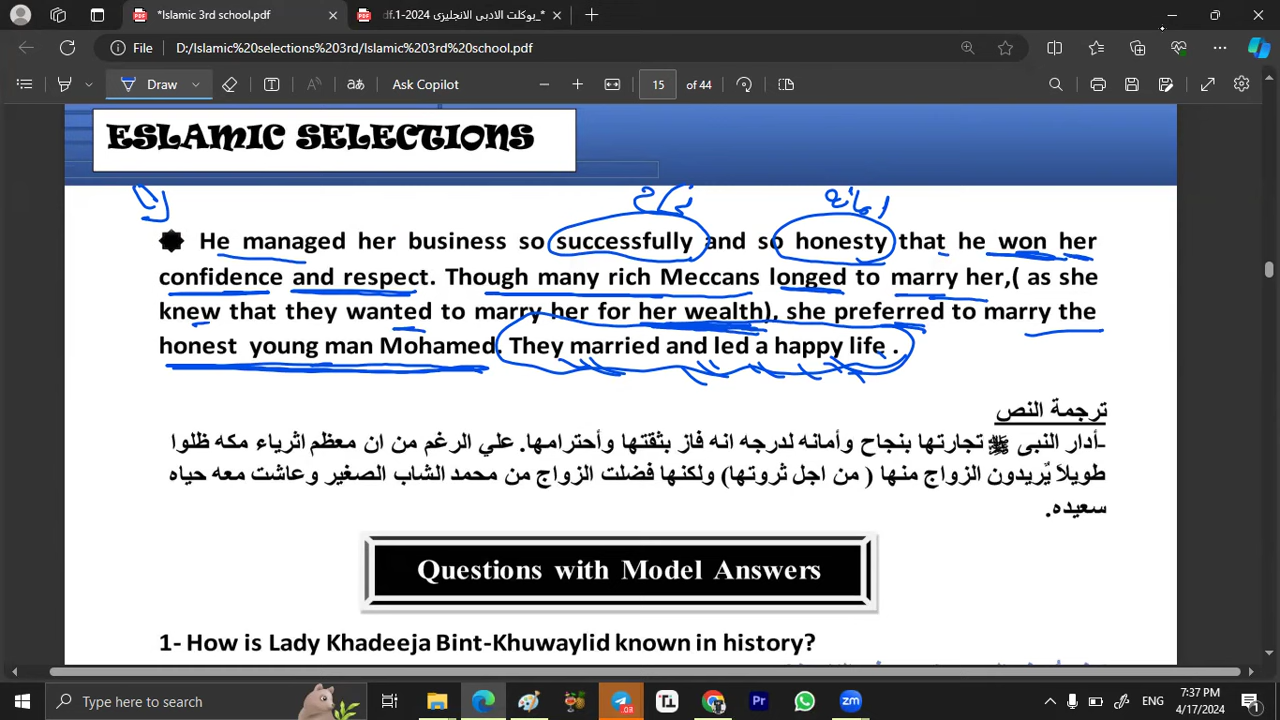 *Islamic 3rd school.pdf
df.1-2024 بوكلت الادبى الانجليزى_*
File
D:/Islamic%20selections%203rd/Islamic%203rd%20school.pdf
Draw
Ask Copilot
15
of 44
ESLAMIC SELECTIONS
نجاح
امانه
He managed her business so successfully and so honesty that he won her
confidence and respect. Though many rich Meccans longed to marry her,( as she
knew that they wanted to marry her for her wealth), she preferred to marry the
honest young man Mohamed. They married and led a happy life .
ترجمة النص
-أدار النبى ﷺ تجارتها بنجاح وأمانه لدرجه انه فاز بثقتها وأحترامها. علي الرغم من ان معظم اثرياء مكه ظلوا
طويلاَ يٌريدون الزواج منها ( من اجل ثروتها) ولكنها فضلت الزواج من محمد الشاب الصغير وعاشت معه حياه
سعيده.
Questions with Model Answers
1- How is Lady Khadeeja Bint-Khuwaylid known in history?
Type here to search
ENG
7:37 PM
4/17/2024